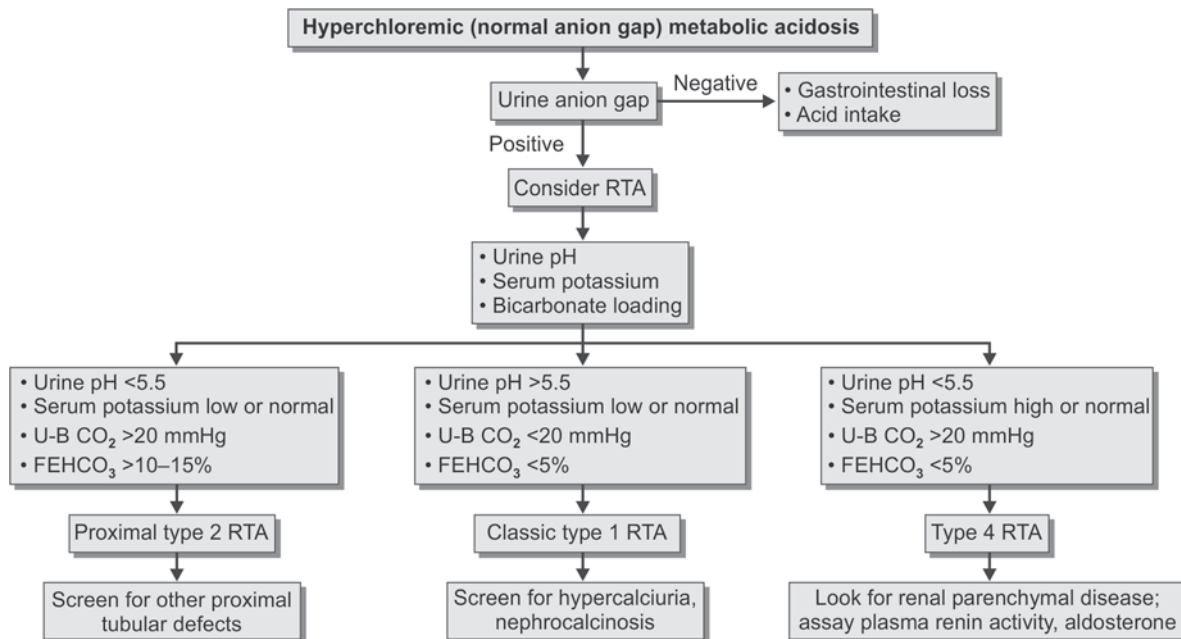 Hyperchloremic (normal anion gap) metabolic acidosis
Urine anion gap
Negative
• Gastrointestinal loss
• Acid intake
Positive
Consider RTA
• Urine pH
• Serum potassium
• Bicarbonate loading
• Urine pH <5.5
• Serum potassium low or normal
• U-B CO₂ >20 mmHg
• FEHCO₃ >10–15%
• Urine pH >5.5
• Serum potassium low or normal
• U-B CO₂ <20 mmHg
• FEHCO₃ <5%
• Urine pH <5.5
• Serum potassium high or normal
• U-B CO₂ >20 mmHg
• FEHCO₃ <5%
Proximal type 2 RTA
Classic type 1 RTA
Type 4 RTA
Screen for other proximal
tubular defects
Screen for hypercalciuria,
nephrocalcinosis
Look for renal parenchymal disease;
assay plasma renin activity, aldosterone